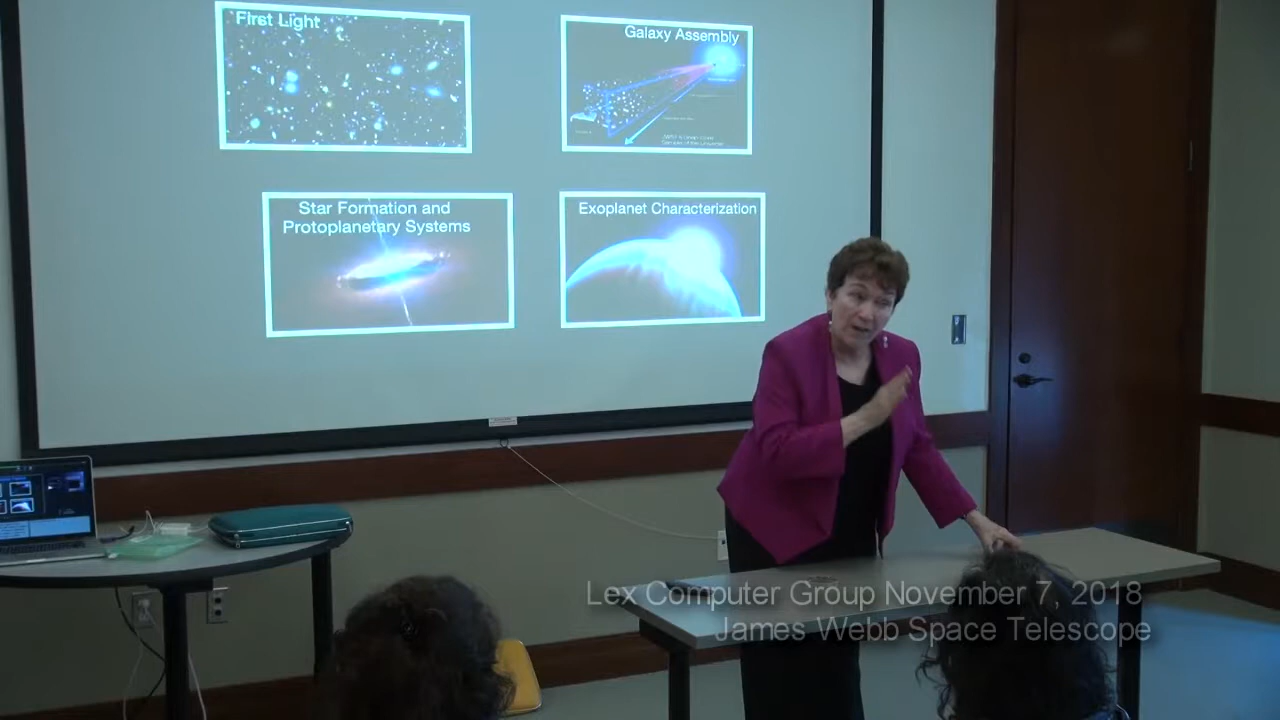 First Light
Galaxy Assembly
Star Formation and
Protoplanetary Systems
Exoplanet Characterization
Lex Computer Group November 7, 2018
James Webb Space Telescope